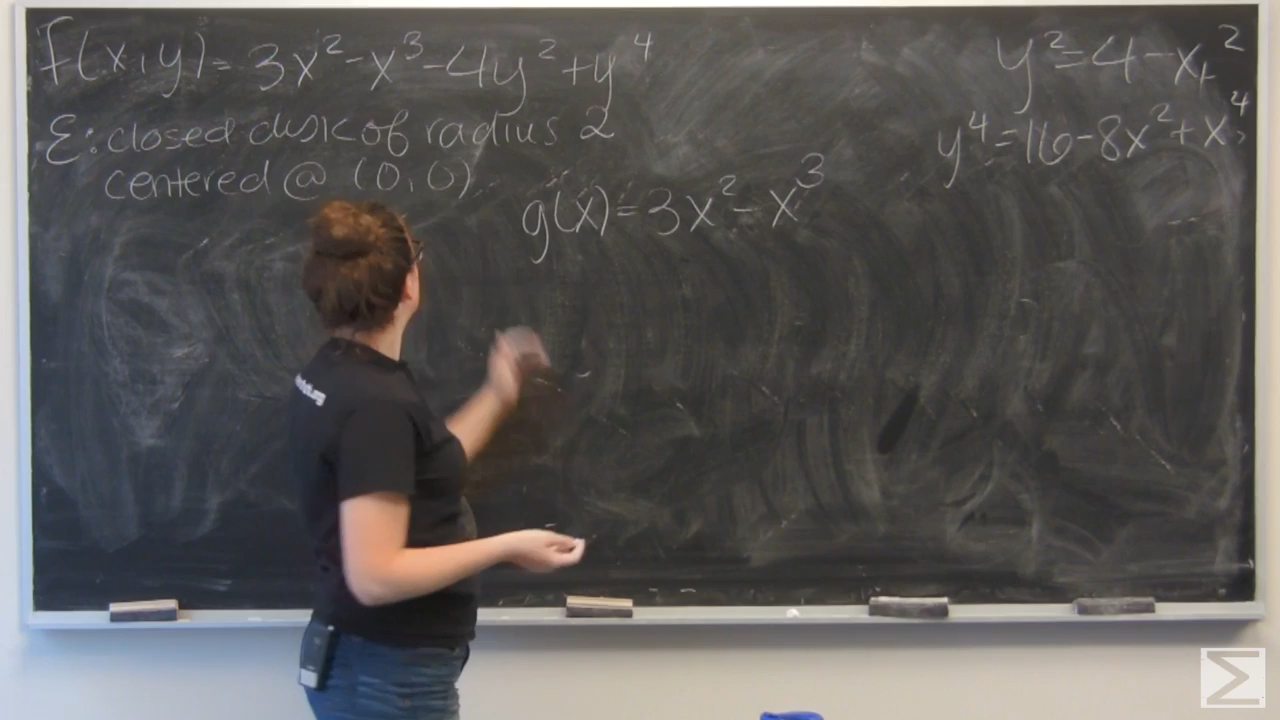 f(x,y)=3x²-x³-4y²+y⁴
y²=4-x²,
ε: closed disk of radius 2
y⁴=16-8x²+x⁴,
centered @ (0,0)
g(x)=3x²-x³
Σ